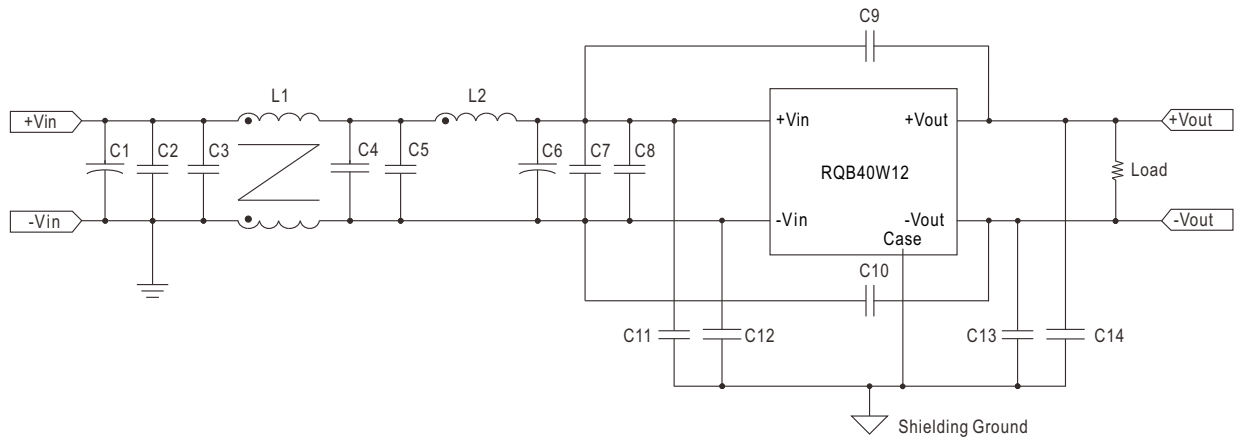 C9
L1
L2
+Vin
+Vin
+Vout
+Vout
C1
C2
C3
C4
C5
C6
C7
C8
RQB40W12
Load
-Vin
-Vin
-Vout
-Vout
Case
C10
C11
C12
C13
C14
Shielding Ground